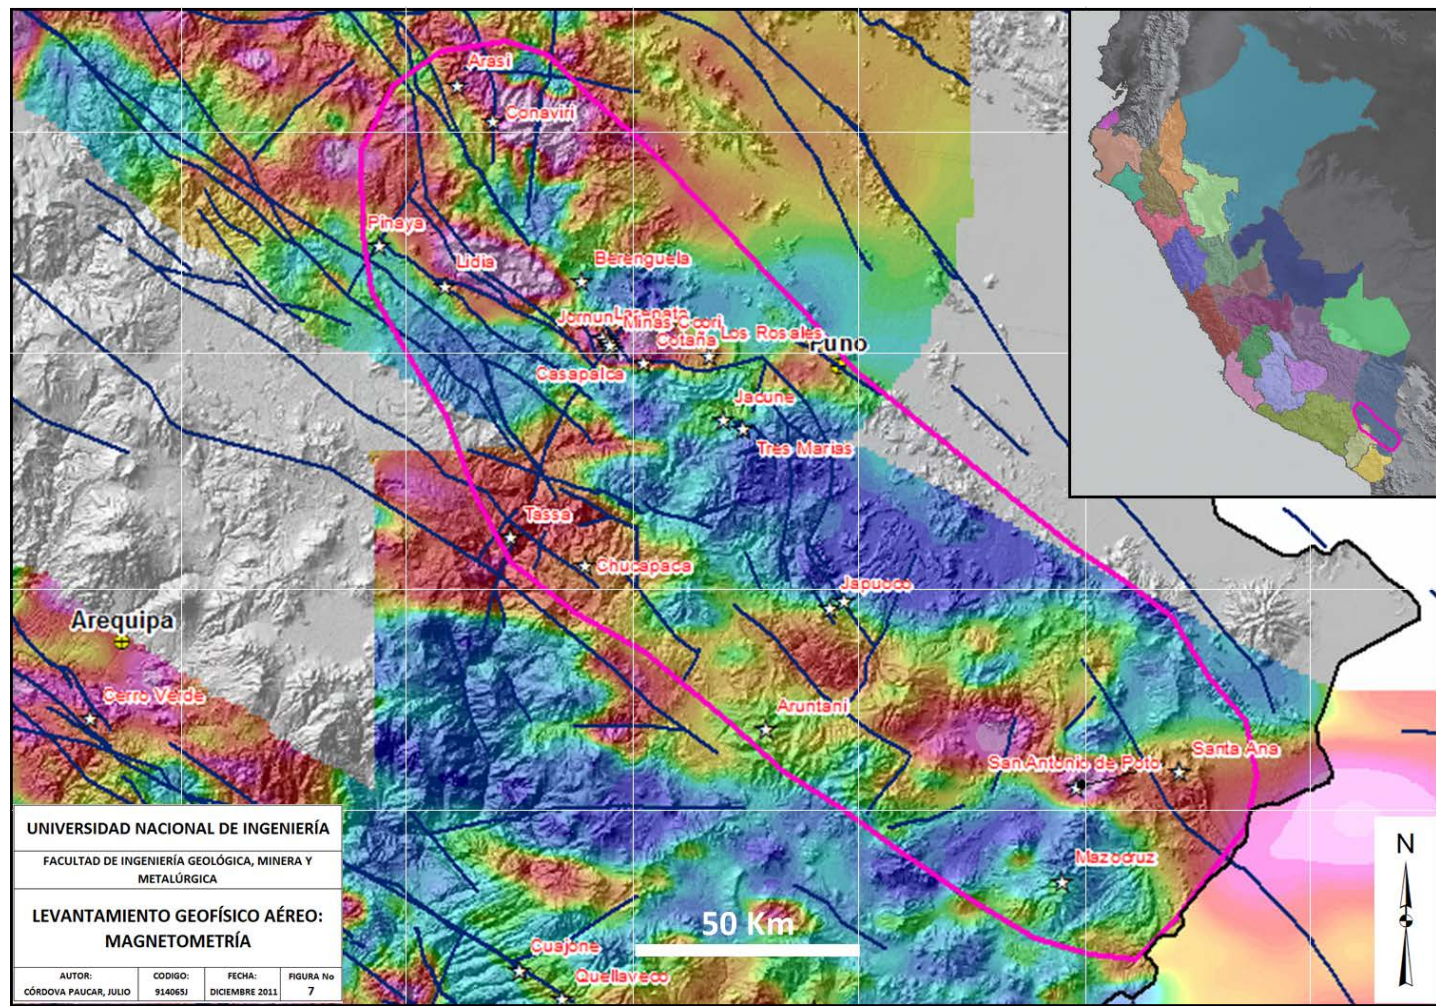 Arasi
Conaviri
Pinaya
Lidia
Berenguela
Minas Ccori
Cotaña
Los Rosales
Puno
Casapalca
Jacune
Tres Marias
Tassa
Chucapaca
Japuoco
Arequipa
Cerro Verde
Aruntani
San Antonio de Poto
Santa Ana
Mazocruz
Cuajone
Quellaveco
50 Km
N
UNIVERSIDAD NACIONAL DE INGENIERÍA
FACULTAD DE INGENIERÍA GEOLÓGICA, MINERA Y
METALÚRGICA
LEVANTAMIENTO GEOFÍSICO AÉREO:
MAGNETOMETRÍA
AUTOR:
CÓRDOVA PAUCAR, JULIO
CODIGO:
914065J
FECHA:
DICIEMBRE 2011
FIGURA No
7